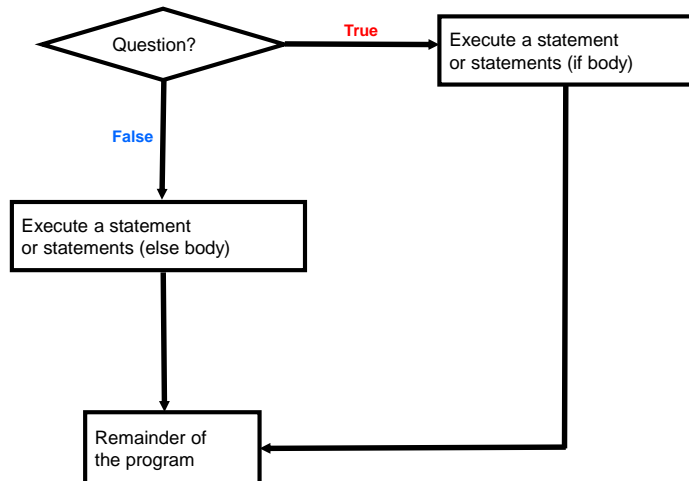 Question?
True
Execute a statement
or statements (if body)
False
Execute a statement
or statements (else body)
Remainder of
the program